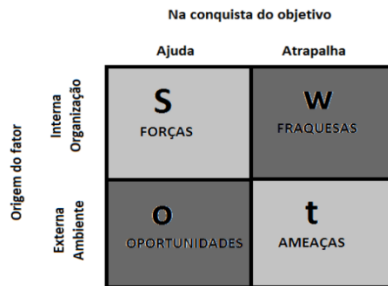 Na conquista do objetivo
Ajuda
Atrapalha
Origem do fator
Interna
Organização
S
FORÇAS
W
FRAQUESAS
Externa
Ambiente
o
OPORTUNIDADES
t
AMEAÇAS